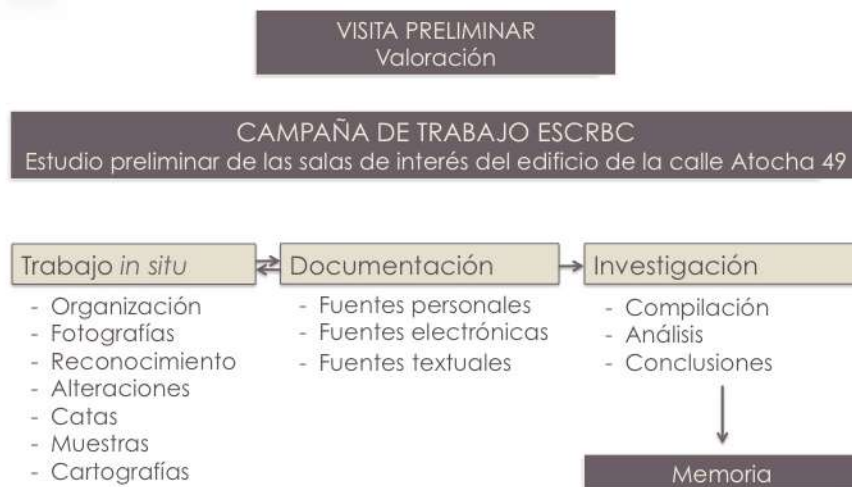 VISITA PRELIMINAR
Valoración
CAMPAÑA DE TRABAJO ESCRBC
Estudio preliminar de las salas de interés del edificio de la calle Atocha 49
Trabajo in situ
- Organización
- Fotografías
- Reconocimiento
- Alteraciones
- Catas
- Muestras
- Cartografías
Documentación
- Fuentes personales
- Fuentes electrónicas
- Fuentes textuales
Investigación
- Compilación
- Análisis
- Conclusiones
Memoria